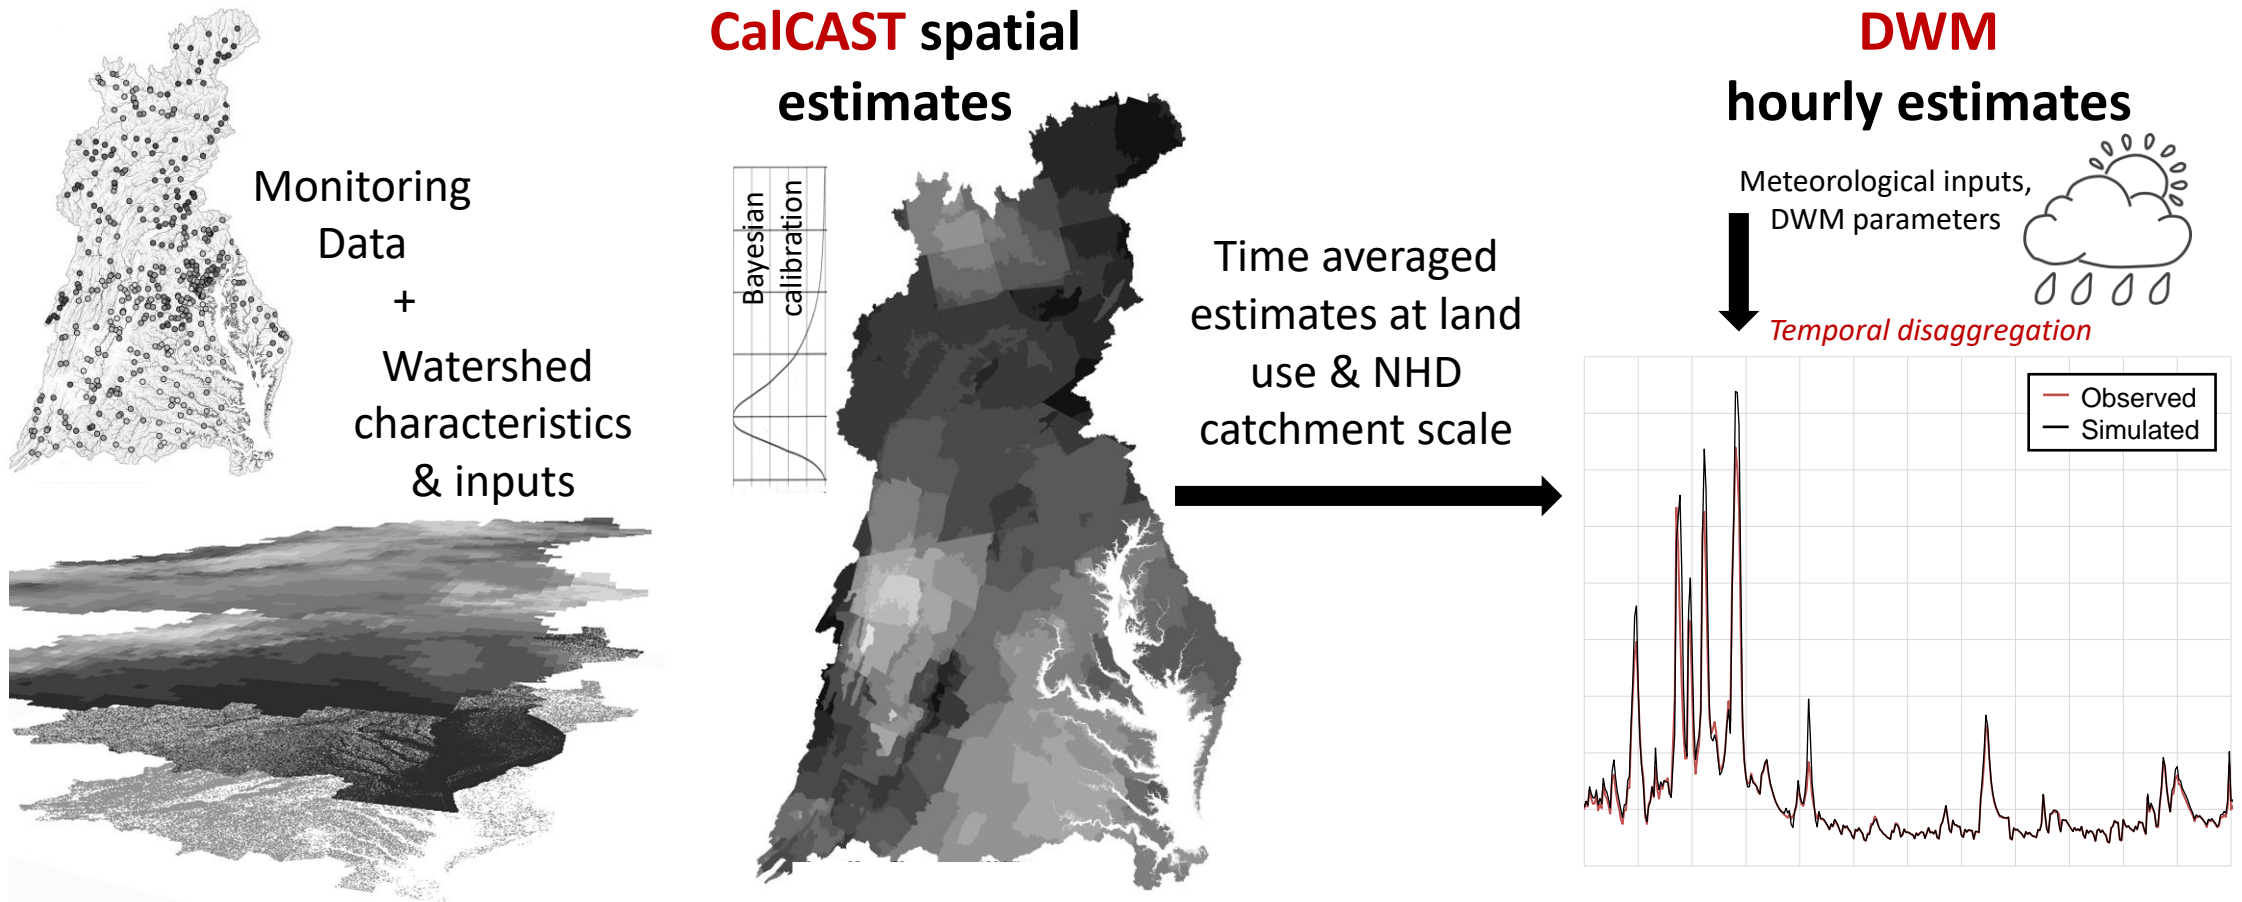 Monitoring
Data
+
Watershed
characteristics
& inputs
CalCAST spatial
estimates
Bayesian
calibration
Time averaged
estimates at land
use & NHD
catchment scale
DWM
hourly estimates
Meteorological inputs,
DWM parameters
Temporal disaggregation
Observed
Simulated